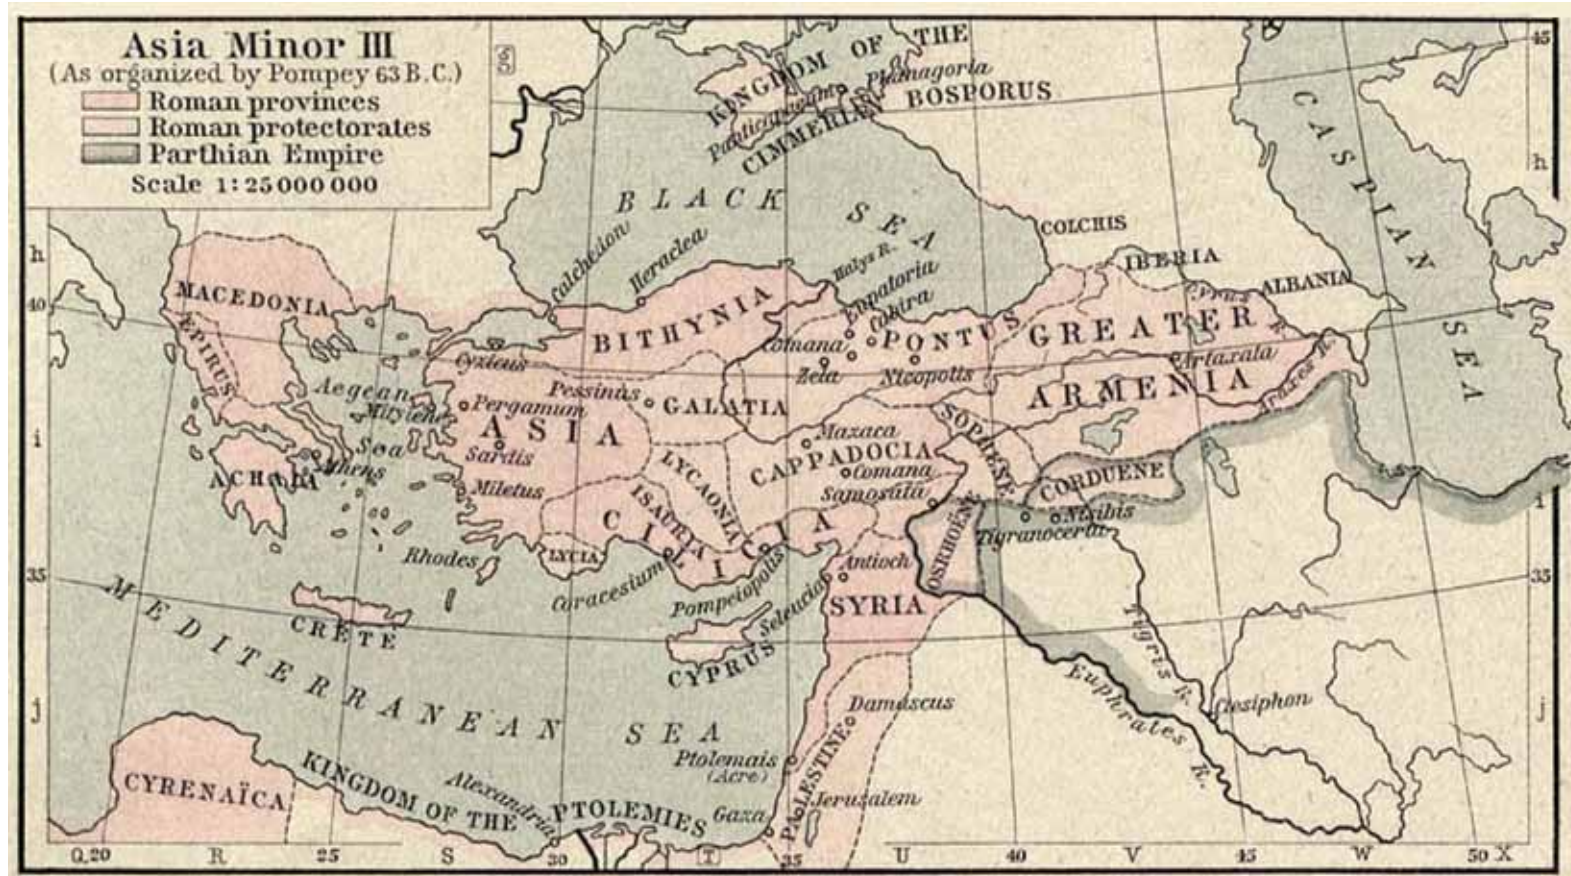 Asia Minor III
(As organized by Pompey 63 B.C.)
Roman provinces
Roman protectorates
Parthian Empire
Scale 1:25 000 000
KINGDOM OF THE
CIMMERIAN BOSPORUS
Panticapaeum
Phanagoria
45
h
CASPIAN SEA
BLACK SEA
COLCHIS
IBERIA
ALBANIA
Cyrus R.
Calchedon
Heraclea
Halys R.
Eupatoria
Cabira
h
40
MACEDONIA
EPIRUS
BITHYNIA
PONTUS
GREATER
ARMENIA
Artaxata
Araxes R.
Cyzicus
Comana
Zela
Nicopolis
Aegean
Sea
Mitylene
Pessinus
Pergamum
GALATIA
ASIA
Sardis
i
ACHAIA
Athens
Miletus
LYCAONIA
ISAURIA
CILICIA
Mazaca
CAPPADOCIA
Comana
Samosata
SOPHENE
CORDUENE
Nisibis
Tigranocerta
OSRHOËNE
i
Rhodes
LYCIA
Coracesium
Pompeiopolis
Seleucia
Antioch
SYRIA
35
35
CRETE
CYPRUS
MEDITERRANEAN SEA
Tigris R.
Euphrates R.
Ctesiphon
Damascus
j
Ptolemais
(Acre)
PALESTINE
Jerusalem
Gaza
CYRENAÏCA
KINGDOM OF THE PTOLEMIES
Alexandria
Q 20 R 25 S 30 T 35 U 40 V 45 W 50 X